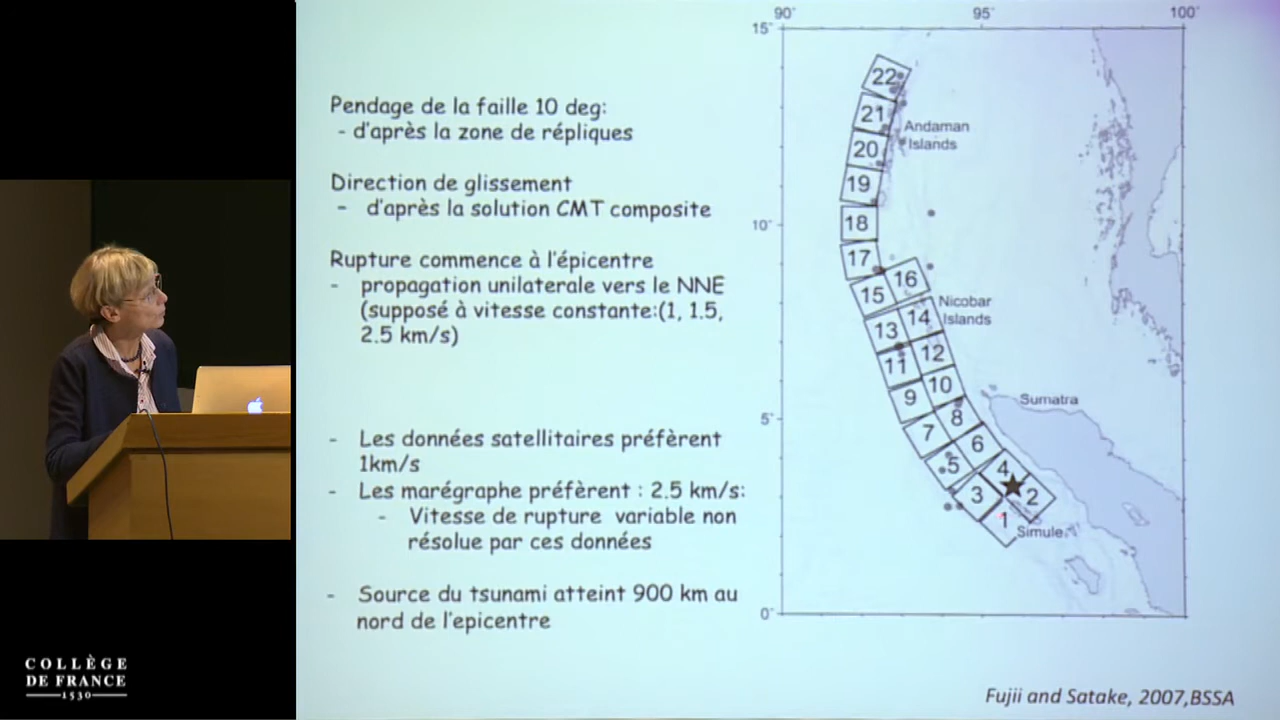 Pendage de la faille 10 deg:
- d'après la zone de répliques
Direction de glissement
- d'après la solution CMT composite
Rupture commence à l'épicentre
- propagation unilaterale vers le NNE
(supposé à vitesse constante:(1, 1.5,
2.5 km/s)
- Les données satellitaires préfèrent
1km/s
- Les marégraphe préfèrent : 2.5 km/s:
- Vitesse de rupture variable non
résolue par ces données
- Source du tsunami atteint 900 km au
nord de l'epicentre
90° 95° 100°
15°
10°
5°
0°
22
21
20
19
18
17
16
15
14
13
12
11
10
9
8
7
6
5
4
3
2
1
Andaman
Islands
Nicobar
Islands
Sumatra
Simule
Fujii and Satake, 2007,BSSA
COLLÈGE
DE FRANCE
1530